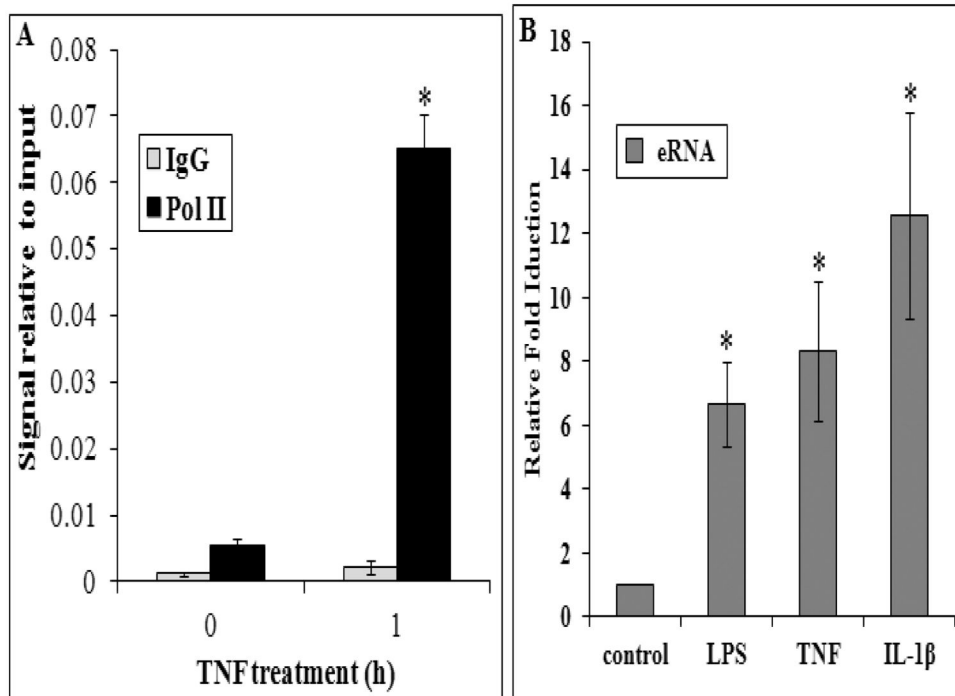 A
Signal relative to input
0.08
0.07
0.06
0.05
0.04
0.03
0.02
0.01
0
IgG
Pol II
*
0 1
TNF treatment (h)
B
Relative Fold Iduction
18
16
14
12
10
8
6
4
2
0
eRNA
*
*
*
control LPS TNF IL-1β